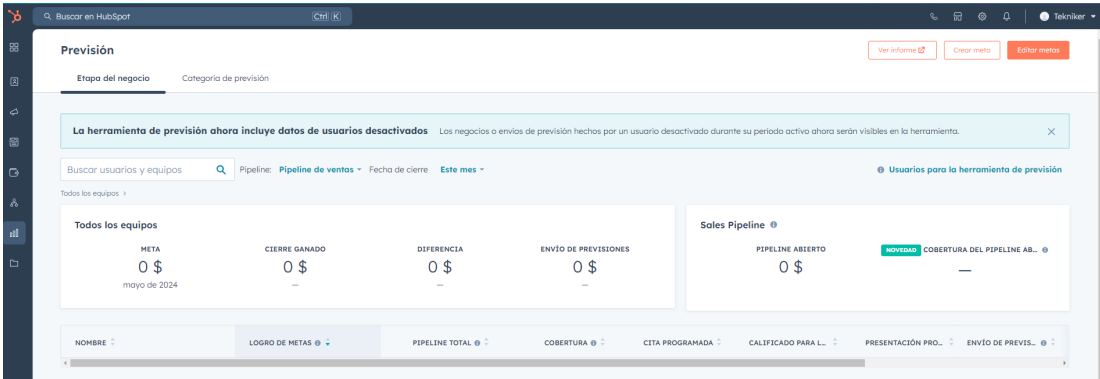 Buscar en HubSpot Ctrl K Tekniker
Previsión Ver informe Crear meta Editar metas
Etapa del negocio Categoría de previsión
La herramienta de previsión ahora incluye datos de usuarios desactivados Los negocios o envíos de previsión hechos por un usuario desactivado durante su periodo activo ahora serán visibles en la herramienta.
Buscar usuarios y equipos Pipeline: Pipeline de ventas Fecha de cierre Este mes Usuarios para la herramienta de previsión
Todos los equipos
Todos los equipos
META CIERRE GANADO DIFERENCIA ENVÍO DE PREVISIONES
0 $ 0 $ 0 $ 0 $
mayo de 2024 — — —
Sales Pipeline
PIPELINE ABIERTO NOVEDAD COBERTURA DEL PIPELINE AB...
0 $ —
NOMBRE LOGRO DE METAS PIPELINE TOTAL COBERTURA CITA PROGRAMADA CALIFICADO PARA L... PRESENTACIÓN PRO... ENVÍO DE PREVIS...